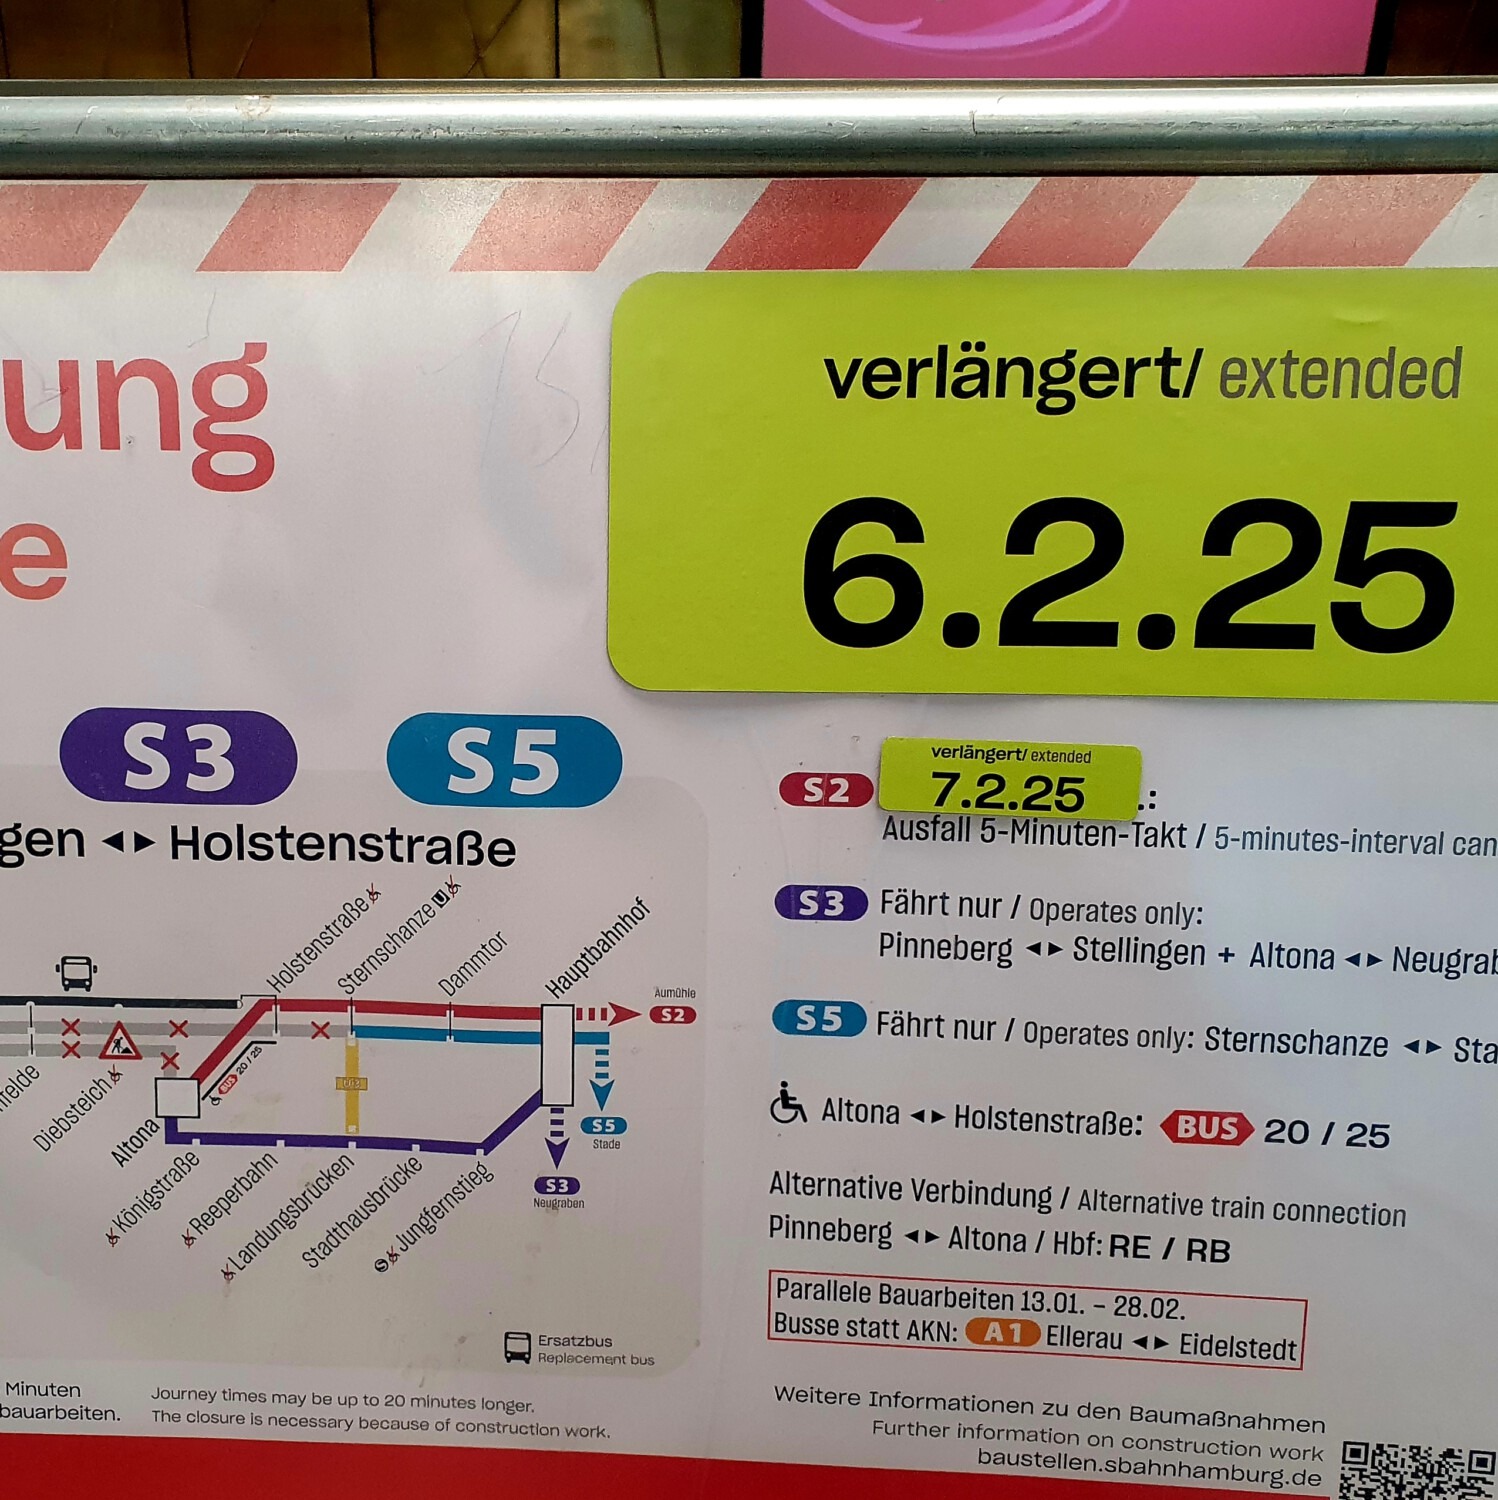 verlängert/ extended
6.2.25
ung
e
S3 S5
gen ◄► Holstenstraße
Holstenstraße
Sternschanze U
Dammtor
Hauptbahnhof
Aumühle
S2
felde
Diebsteich
Altona
BUS 20 / 25
Königstraße
Reeperbahn
Landungsbrücken
Stadthausbrücke
Jungfernstieg
S5
Stade
S3
Neugraben
Ersatzbus
Replacement bus
Minuten
bauarbeiten.
Journey times may be up to 20 minutes longer.
The closure is necessary because of construction work.
verlängert/ extended
S2 7.2.25 .:
Ausfall 5-Minuten-Takt / 5-minutes-interval can
S3 Fährt nur / Operates only:
Pinneberg ◄► Stellingen + Altona ◄► Neugrab
S5 Fährt nur / Operates only: Sternschanze ◄► Sta
Altona ◄► Holstenstraße: BUS 20 / 25
Alternative Verbindung / Alternative train connection
Pinneberg ◄► Altona / Hbf: RE / RB
Parallele Bauarbeiten 13.01. – 28.02.
Busse statt AKN: A1 Ellerau ◄► Eidelstedt
Weitere Informationen zu den Baumaßnahmen
Further information on construction work
baustellen.sbahnhamburg.de